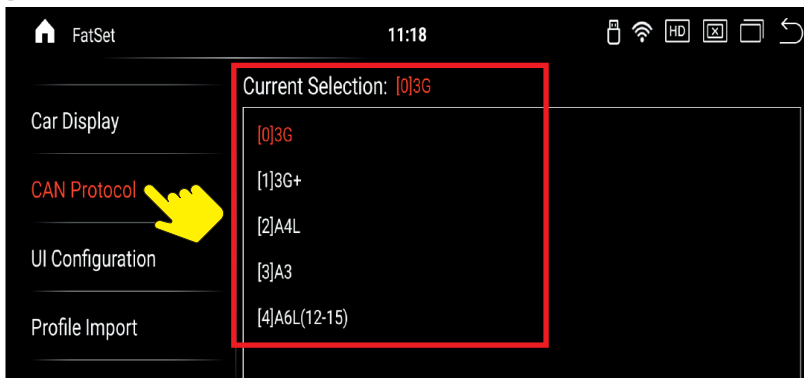 FatSet 11:18 HD
Current Selection: [0]3G
Car Display
[0]3G
CAN Protocol
[1]3G+
[2]A4L
UI Configuration
[3]A3
Profile Import
[4]A6L(12-15)